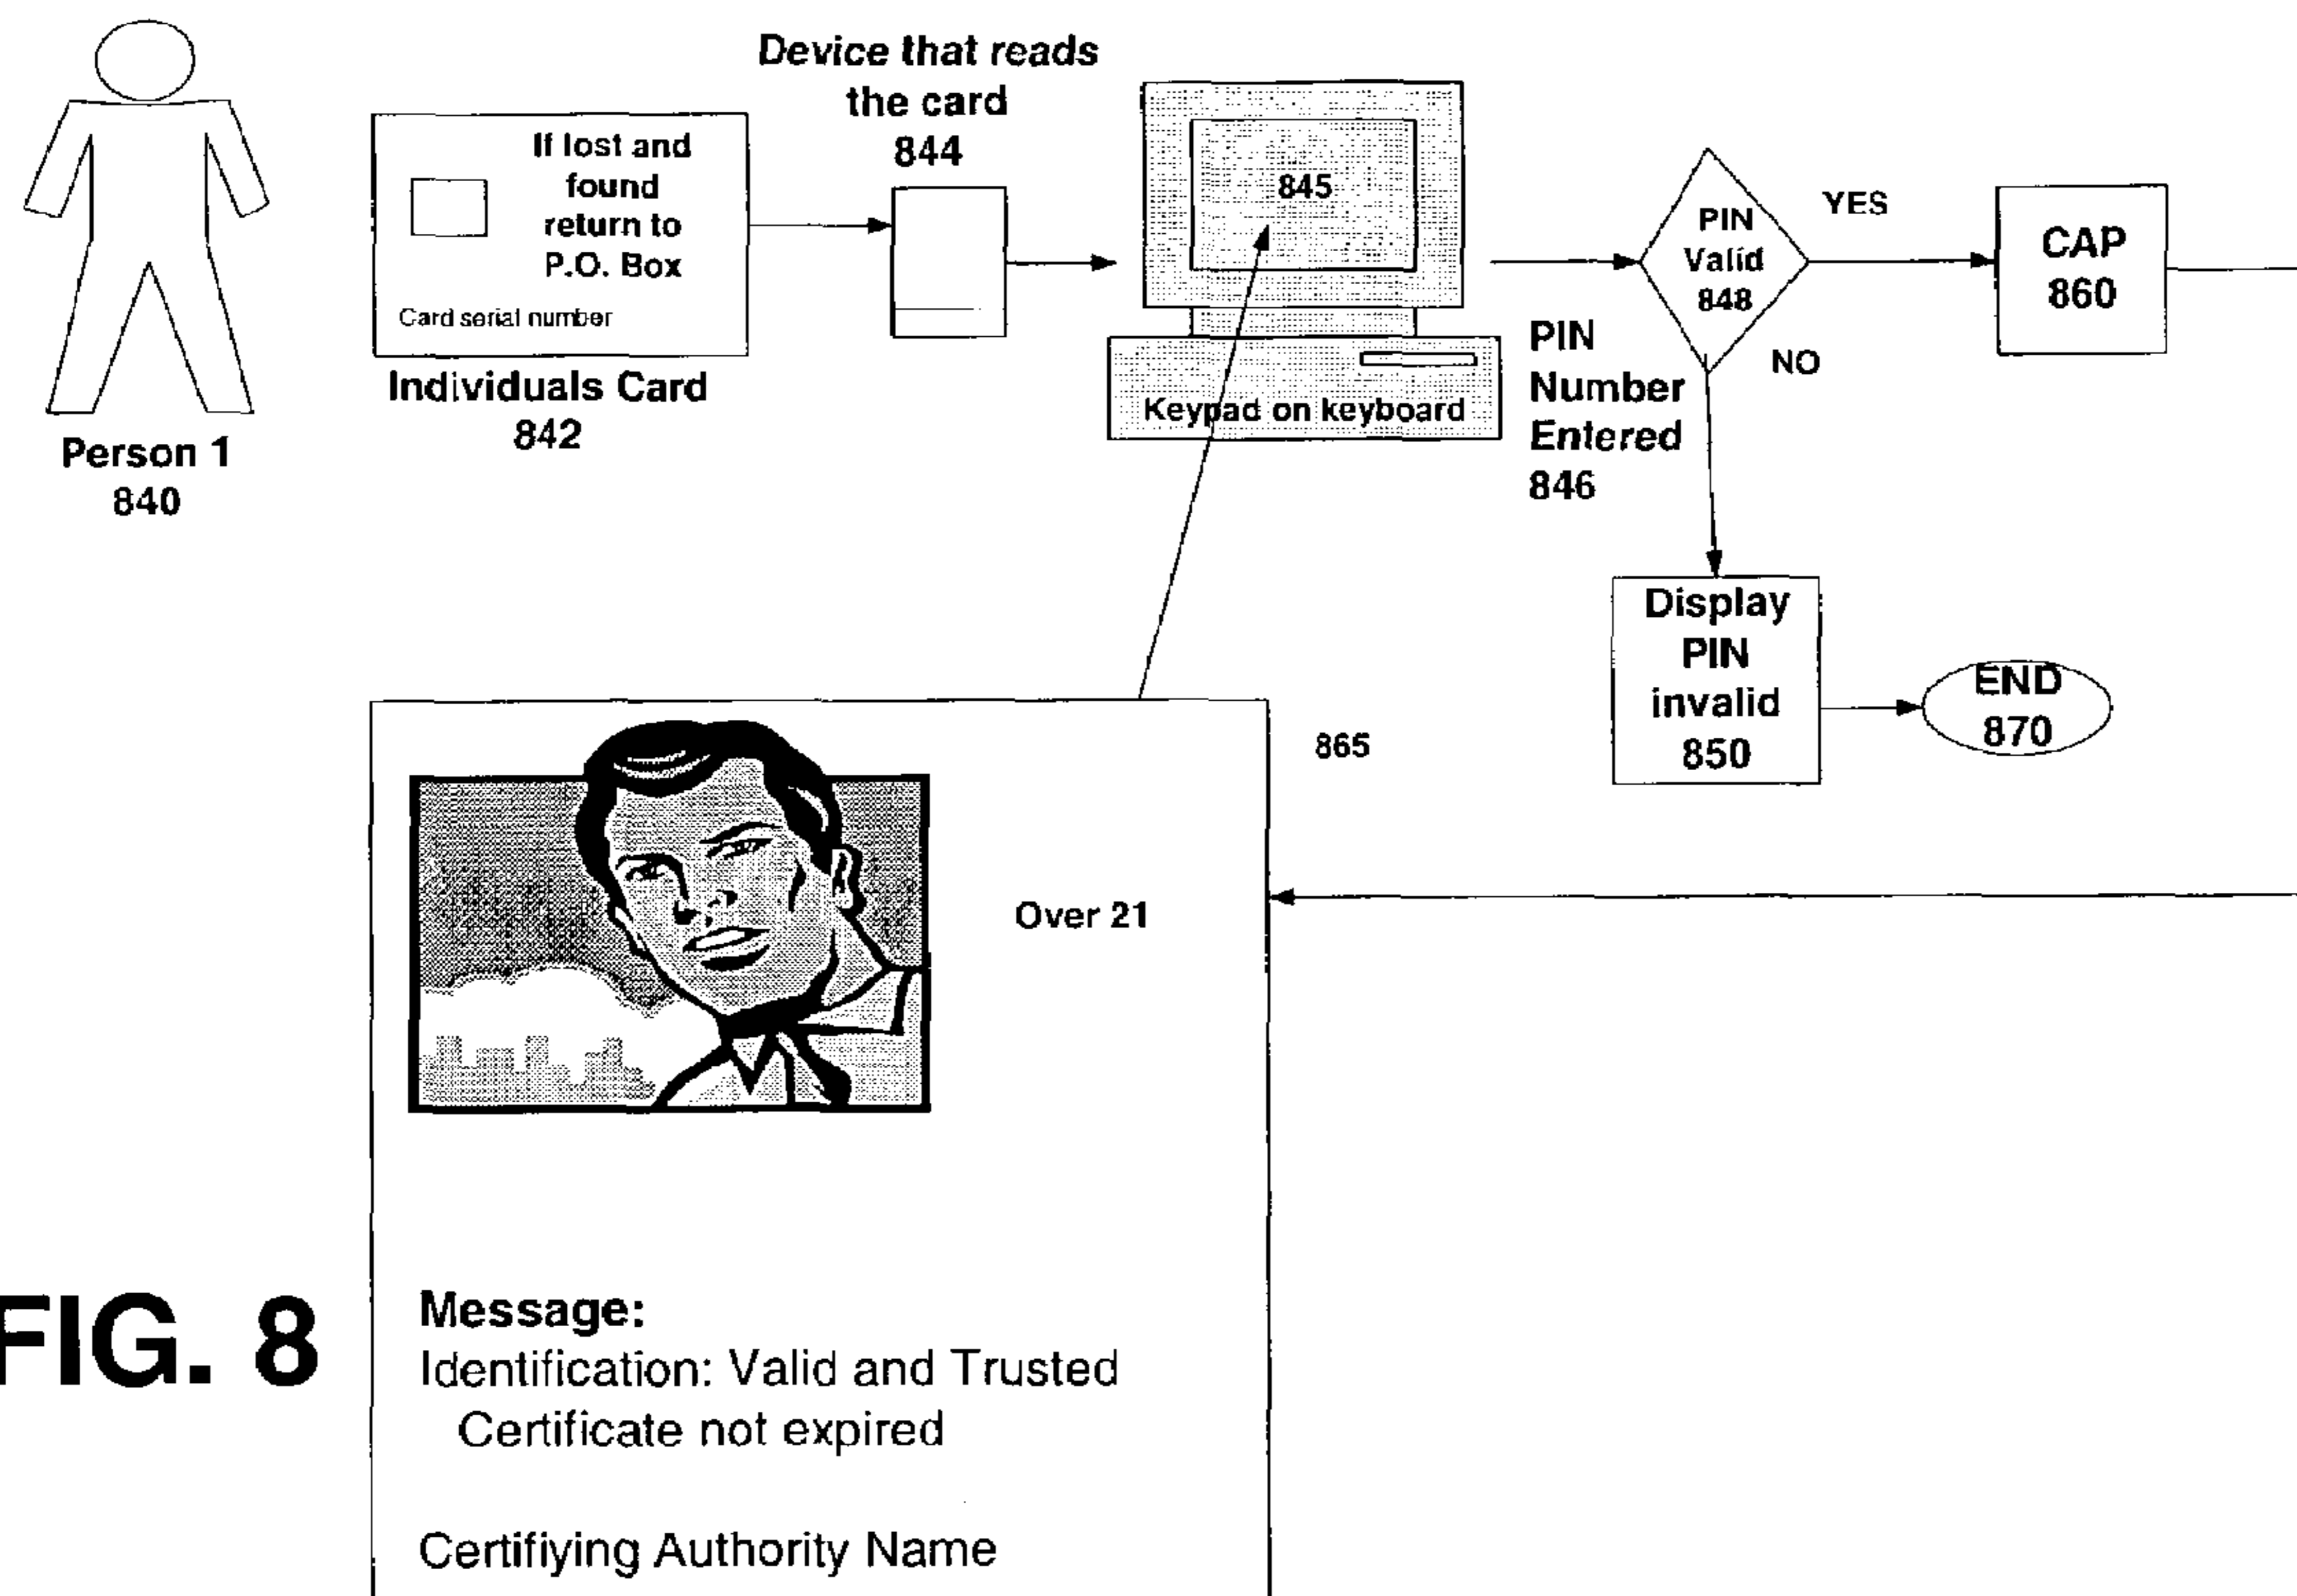 Person 1
840
If lost and
found
return to
P.O. Box
Card serial number
Individuals Card
842
Device that reads
the card
844
845
Keypad on keyboard
PIN
Number
Entered
846
PIN
Valid
848
YES
NO
CAP
860
Display
PIN
invalid
850
END
870
865
Over 21
Message:
Identification: Valid and Trusted
Certificate not expired
Certifiying Authority Name
FIG. 8